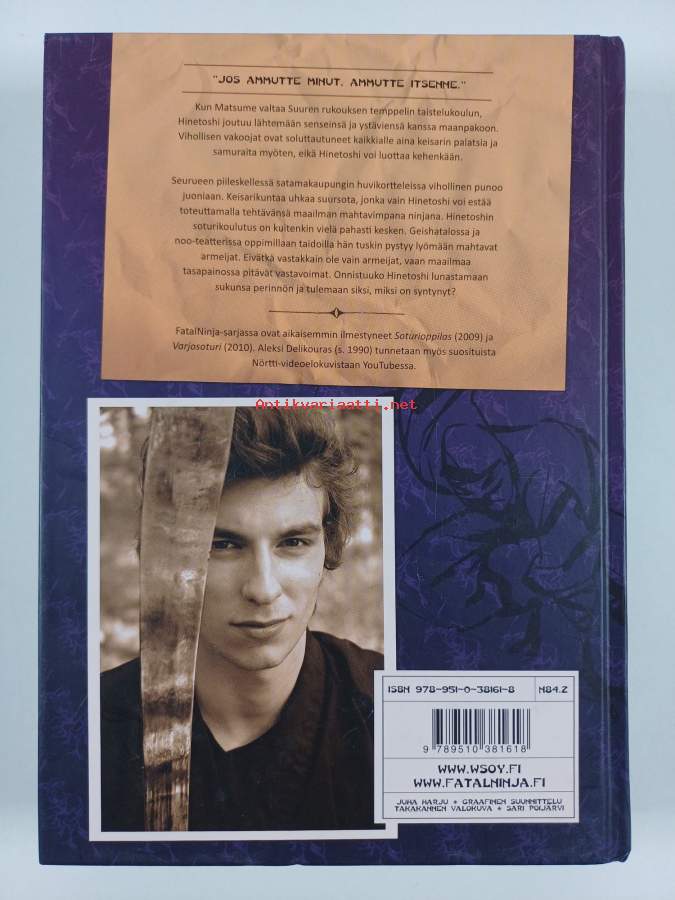 "JOS AMMUTTE MINUT, AMMUTTE ITSENNE."
Kun Matsume valtaa Suuren rukouksen temppelin taistelukoulun,
Hinetoshi joutuu lähtemään senseinsä ja ystäviensä kanssa maanpakoon.
Vihollisen vakoojat ovat soluttautuneet kaikkialle aina keisarin palatsia ja
samuraita myöten, eikä Hinetoshi voi luottaa kehenkään.
Seurueen piileskellessä satamakaupungin huvikortteleissa vihollinen punoo
juoniaan. Keisarikuntaa uhkaa suursota, jonka vain Hinetoshi voi estää
toteuttamalla tehtävänsä maailman mahtavimpana ninjana. Hinetoshin
soturikoulutus on kuitenkin vielä pahasti kesken. Geishatalossa ja
noo-teatterissa oppimillaan taidoilla hän tuskin pystyy lyömään mahtavat
armeijat. Eivätkä vastakkain ole vain armeijat, vaan maailmaa
tasapainossa pitävät vastavoimat. Onnistuuko Hinetoshi lunastamaan
sukunsa perinnön ja tulemaan siksi, miksi on syntynyt?
FatalNinja-sarjassa ovat aikaisemmin ilmestyneet Soturioppilas (2009) ja
Varjosoturi (2010). Aleksi Delikouras (s. 1990) tunnetaan myös suosituista
Nörtti-videoelokuvistaan YouTubessa.
Antikvariaatti.net
ISBN 978-951-0-38161-8 N84.2
9 789510 381618
WWW.WSOY.FI
WWW.FATALNINJA.FI
JUHA HARJU + GRAAFINEN SUUNNITTELU
TAKAKANNEN VALOKUVA + SARI POIJÄRVI